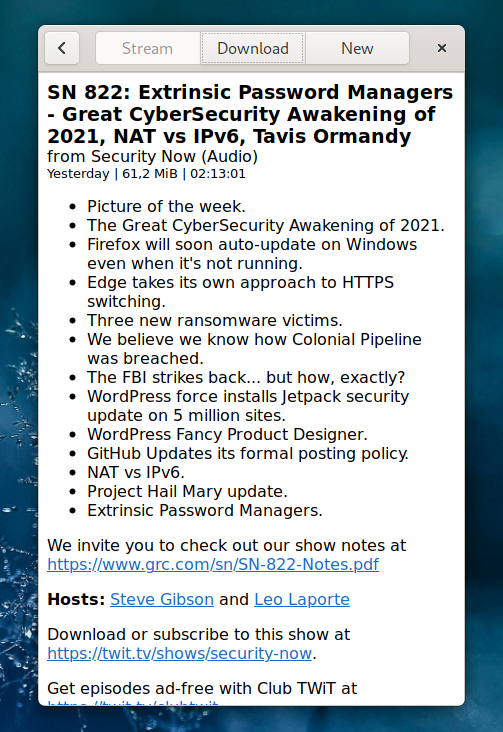 Stream
Download
New
SN 822: Extrinsic Password Managers
- Great CyberSecurity Awakening of
2021, NAT vs IPv6, Tavis Ormandy
from Security Now (Audio)
Yesterday | 61,2 MiB | 02:13:01
• Picture of the week.
• The Great CyberSecurity Awakening of 2021.
• Firefox will soon auto-update on Windows
even when it's not running.
• Edge takes its own approach to HTTPS
switching.
• Three new ransomware victims.
• We believe we know how Colonial Pipeline
was breached.
• The FBI strikes back... but how, exactly?
• WordPress force installs Jetpack security
update on 5 million sites.
• WordPress Fancy Product Designer.
• GitHub Updates its formal posting policy.
• NAT vs IPv6.
• Project Hail Mary update.
• Extrinsic Password Managers.
We invite you to check out our show notes at
https://www.grc.com/sn/SN-822-Notes.pdf
Hosts: Steve Gibson and Leo Laporte
Download or subscribe to this show at
https://twit.tv/shows/security-now.
Get episodes ad-free with Club TWiT at
https://twit.tv/clubtwit